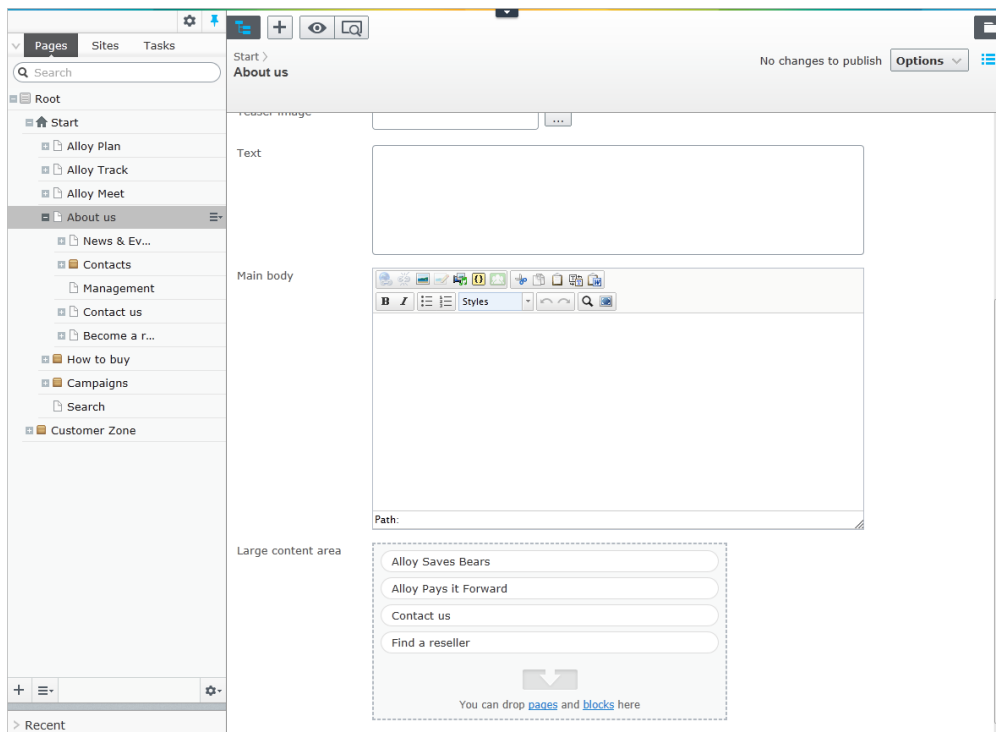 Pages Sites Tasks
Search
Root
Start
Alloy Plan
Alloy Track
Alloy Meet
About us
News & Ev...
Contacts
Management
Contact us
Become a r...
How to buy
Campaigns
Search
Customer Zone
> Recent
Start >
About us
No changes to publish
Options
Teaser image
...
Text
Main body
B I
Styles
Path:
Large content area
Alloy Saves Bears
Alloy Pays it Forward
Contact us
Find a reseller
You can drop pages and blocks here